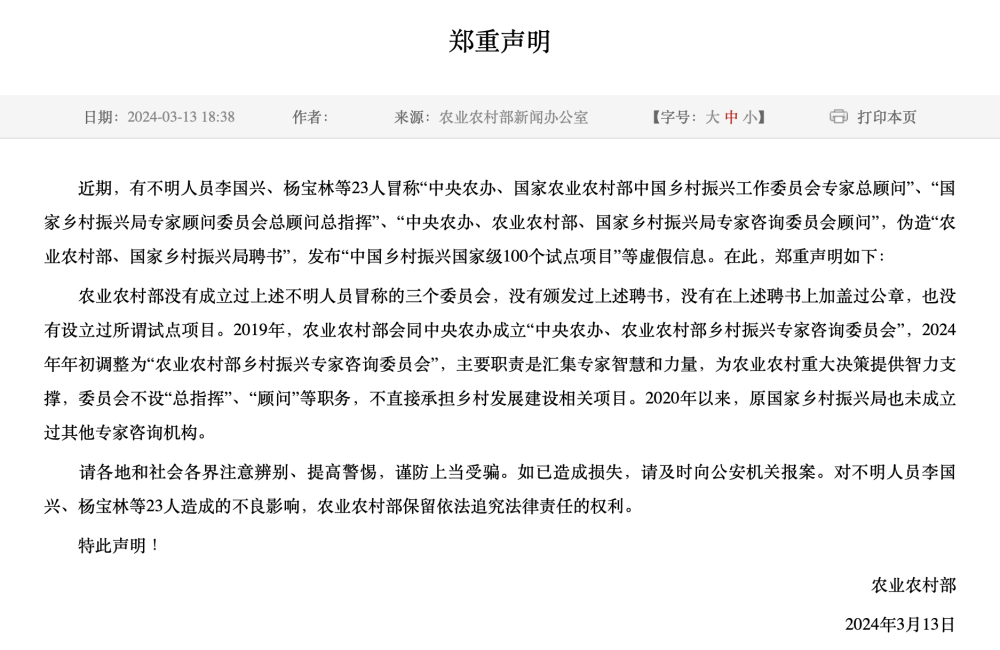 郑重声明
日期：2024-03-13 18:38 作者： 来源：农业农村部新闻办公室 【字号：大 中 小】 打印本页
近期，有不明人员李国兴、杨宝林等23人冒称“中央农办、国家农业农村部中国乡村振兴工作委员会专家总顾问”、“国
家乡村振兴局专家顾问委员会总顾问总指挥”、“中央农办、农业农村部、国家乡村振兴局专家咨询委员会顾问”，伪造“农
业农村部、国家乡村振兴局聘书”，发布“中国乡村振兴国家级100个试点项目”等虚假信息。在此，郑重声明如下：
农业农村部没有成立过上述不明人员冒称的三个委员会，没有颁发过上述聘书，没有在上述聘书上加盖过公章，也没
有设立过所谓试点项目。2019年，农业农村部会同中央农办成立“中央农办、农业农村部乡村振兴专家咨询委员会”，2024
年年初调整为“农业农村部乡村振兴专家咨询委员会”，主要职责是汇集专家智慧和力量，为农业农村重大决策提供智力支
撑，委员会不设“总指挥”、“顾问”等职务，不直接承担乡村发展建设相关项目。2020年以来，原国家乡村振兴局也未成立
过其他专家咨询机构。
请各地和社会各界注意辨别、提高警惕，谨防上当受骗。如已造成损失，请及时向公安机关报案。对不明人员李国
兴、杨宝林等23人造成的不良影响，农业农村部保留依法追究法律责任的权利。
特此声明！
农业农村部
2024年3月13日